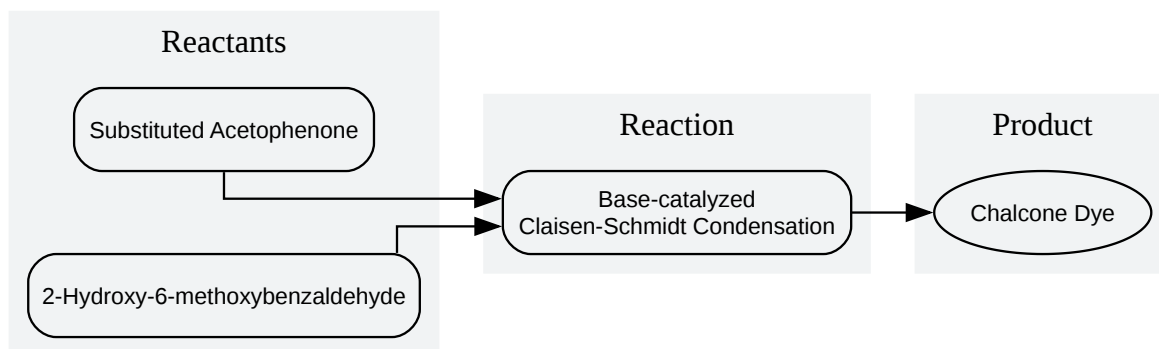 Reactants
Substituted Acetophenone
2-Hydroxy-6-methoxybenzaldehyde
Reaction
Base-catalyzed
Claisen-Schmidt Condensation
Product
Chalcone Dye